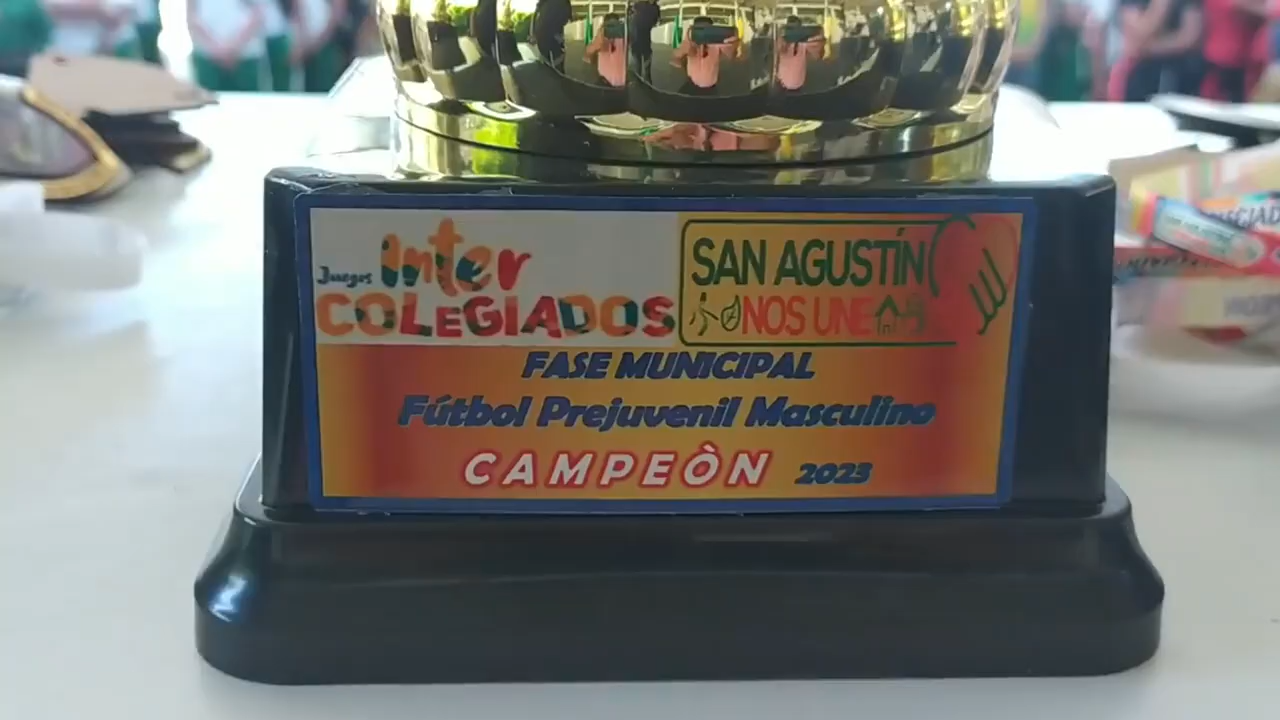 Juegos Inter
COLEGIADOS
SAN AGUSTÍN
NOS UNE
FASE MUNICIPAL
Fútbol Prejuvenil Masculino
CAMPEÒN 2023